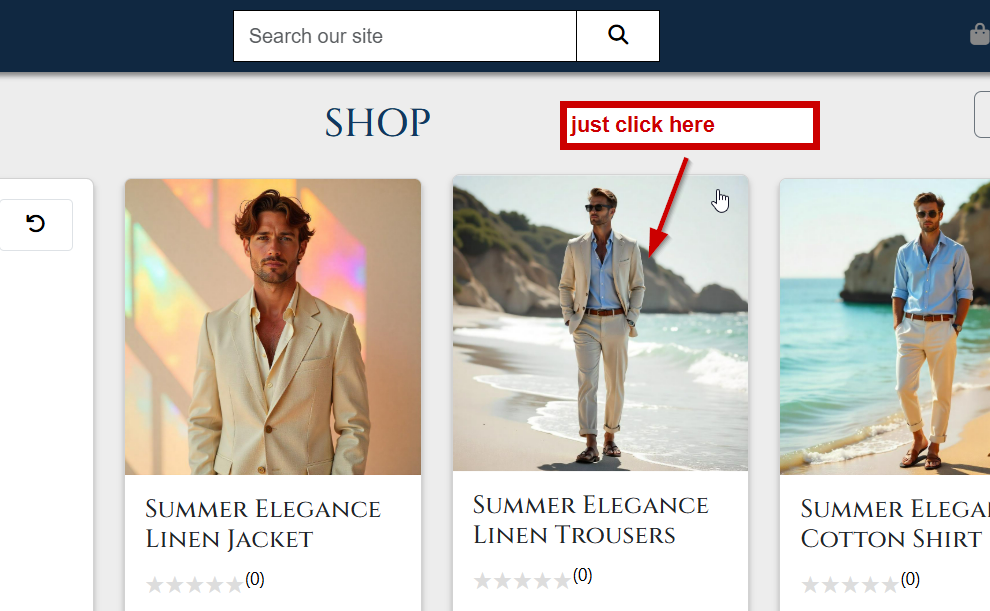 Search our site
SHOP
just click here
Summer Elegance
Linen Jacket
(0)
Summer Elegance
Linen Trousers
(0)
Summer Elega
Cotton Shirt
(0)